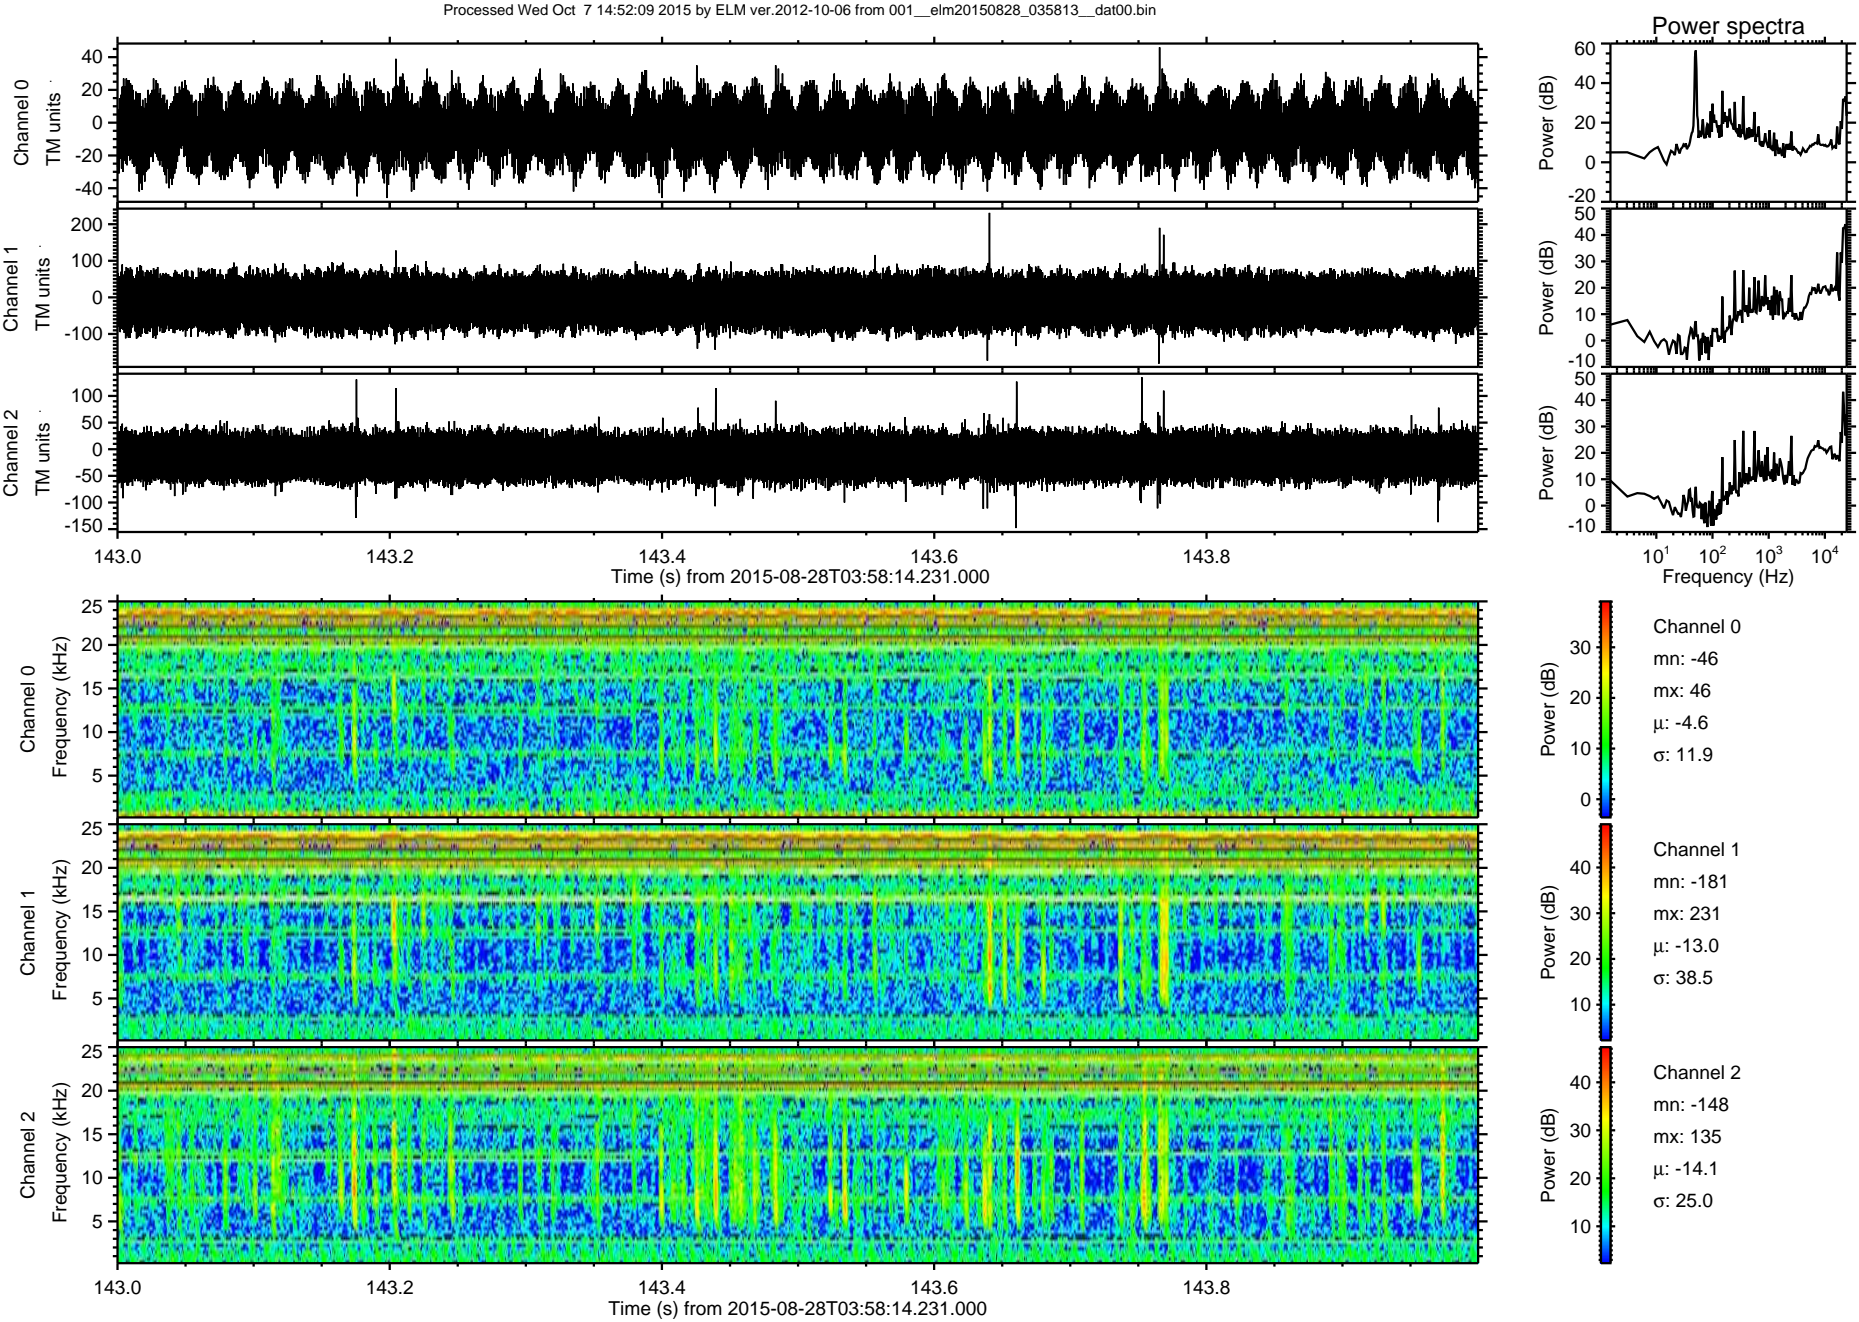 Processed Wed Oct  7 14:52:09 2015 by ELM ver.2012-10-06 from 001__elm20150828_035813__dat00.bin
Power spectra
Channel 0
TM units
40
20
0
-20
-40
Power (dB)
60
40
20
0
-20
Channel 1
TM units
200
100
0
-100
Power (dB)
50
40
30
20
10
0
-10
Channel 2
TM units
100
50
0
-50
-100
-150
Power (dB)
50
40
30
20
10
0
-10
143.0 143.2 143.4 143.6 143.8
Time (s) from 2015-08-28T03:58:14.231.000
10¹ 10² 10³ 10⁴
Frequency (Hz)
Channel 0
Frequency (kHz)
25
20
15
10
5
Power (dB)
30
20
10
0
Channel 0
mn: -46
mx: 46
μ: -4.6
σ: 11.9
Channel 1
Frequency (kHz)
25
20
15
10
5
Power (dB)
40
30
20
10
Channel 1
mn: -181
mx: 231
μ: -13.0
σ: 38.5
Channel 2
Frequency (kHz)
25
20
15
10
5
Power (dB)
40
30
20
10
Channel 2
mn: -148
mx: 135
μ: -14.1
σ: 25.0
143.0 143.2 143.4 143.6 143.8
Time (s) from 2015-08-28T03:58:14.231.000